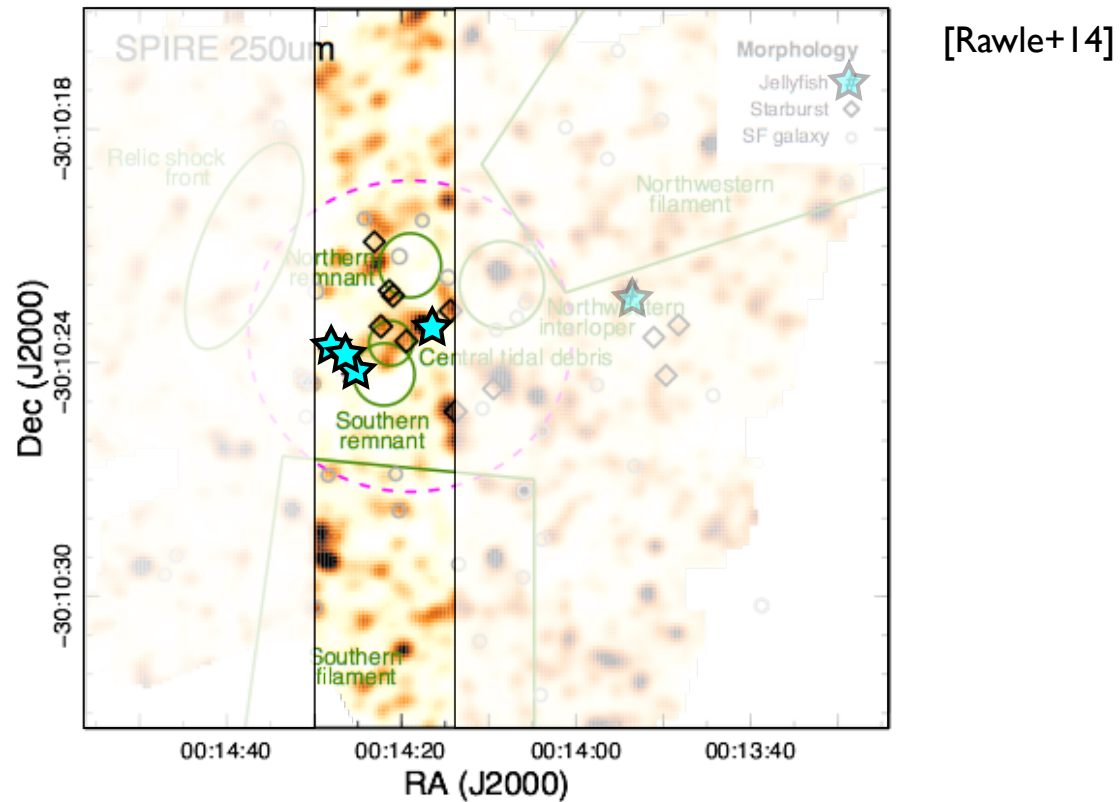 SPIRE 250um
[Rawle+14]
Morphology
Jellyfish
Starburst
SF galaxy
Relic shock
front
Northwestern
filament
Northern
remnant
Northwestern
interloper
Central tidal debris
Southern
remnant
Southern
filament
Dec (J2000)
−30:10:18
−30:10:24
−30:10:30
00:14:40
00:14:20
00:14:00
00:13:40
RA (J2000)